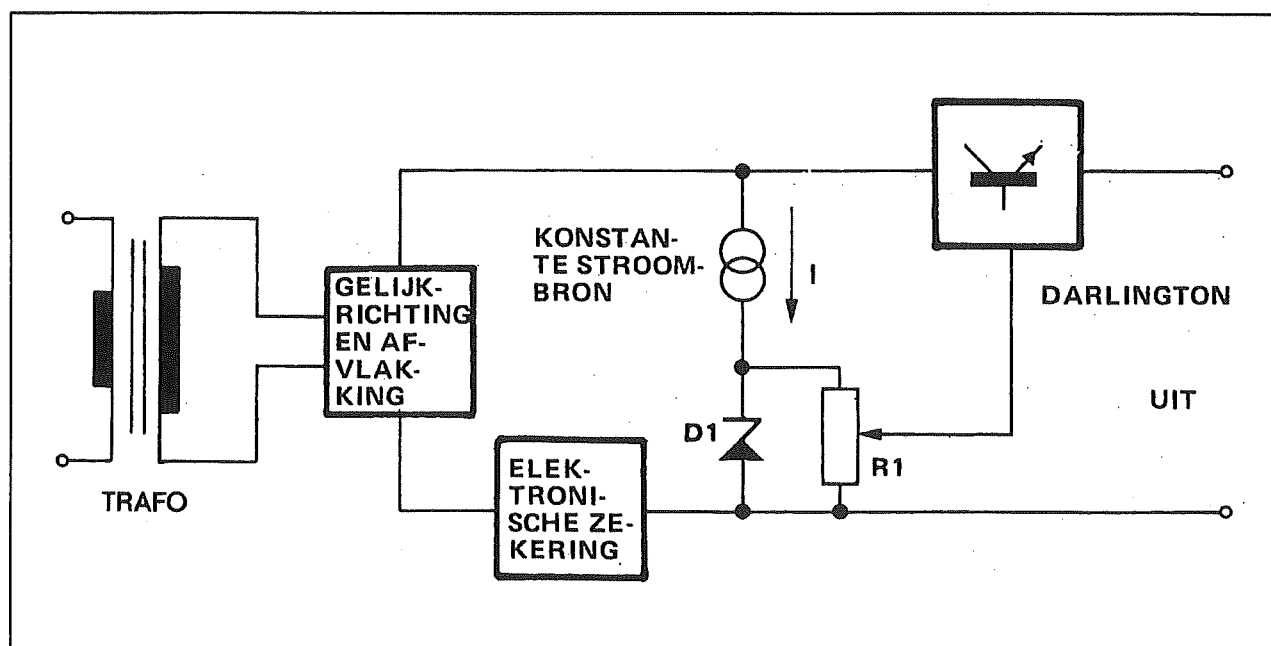 KONSTAN-
TE STROOM-
BRON
I
GELIJK-
RICHTING
EN AF-
VLAK-
KING
DARLINGTON
UIT
D1
R1
TRAFO
ELEK-
TRONI-
SCHE ZE-
KERING